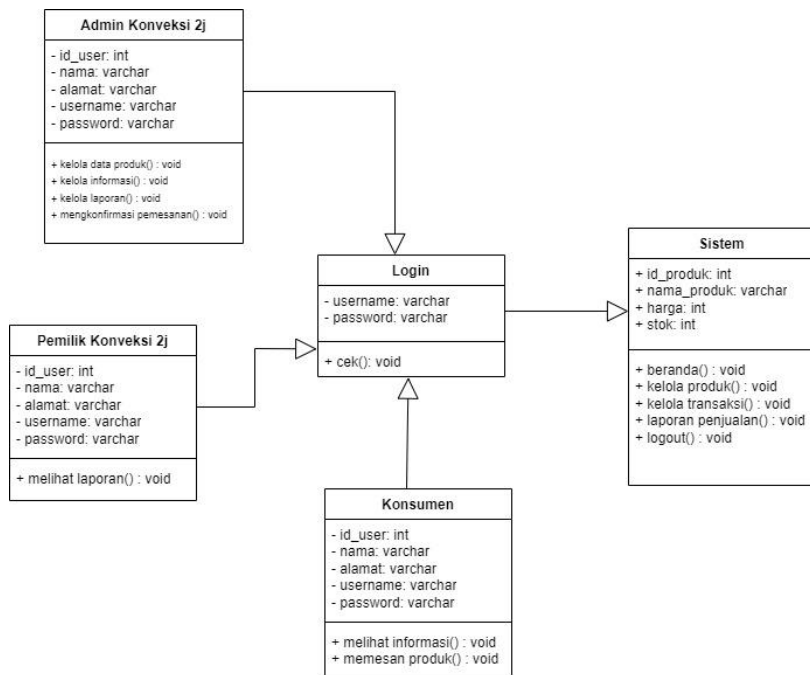 Admin Konveksi 2j
- id_user: int
- nama: varchar
- alamat: varchar
- username: varchar
- password: varchar
+ kelola data produk() : void
+ kelola informasi() : void
+ kelola laporan() : void
+ mengkonfirmasi pemesanan() : void
Login
- username: varchar
- password: varchar
+ cek(): void
Sistem
+ id_produk: int
+ nama_produk: varchar
+ harga: int
+ stok: int
+ beranda() : void
+ kelola produk() : void
+ kelola transaksi() : void
+ laporan penjualan() : void
+ logout() : void
Pemilik Konveksi 2j
- id_user: int
- nama: varchar
- alamat: varchar
- username: varchar
- password: varchar
+ melihat laporan() : void
Konsumen
- id_user: int
- nama: varchar
- alamat: varchar
- username: varchar
- password: varchar
+ melihat informasi() : void
+ memesan produk() : void